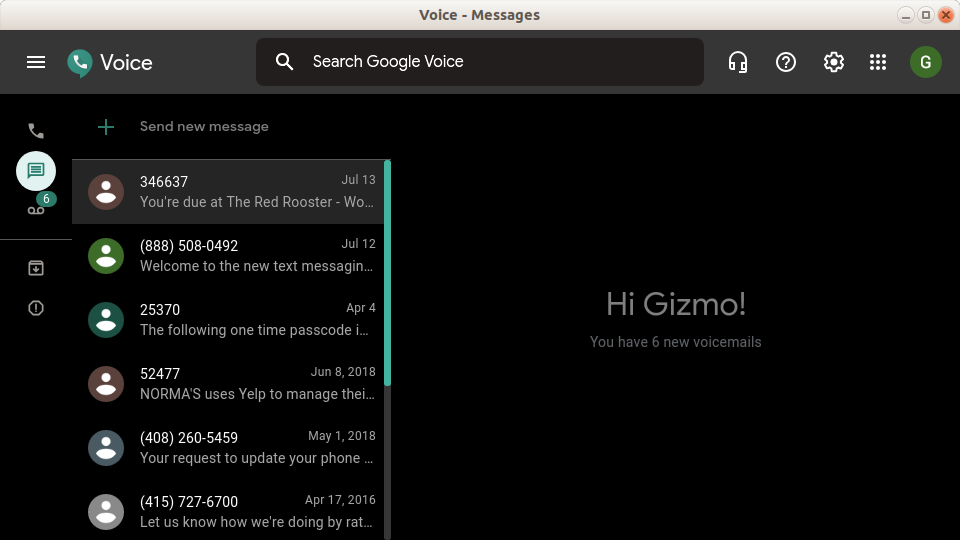 Voice - Messages
Voice
Search Google Voice
G
Send new message
6
346637
Jul 13
You're due at The Red Rooster - Wo...
(888) 508-0492
Jul 12
Welcome to the new text messagin...
25370
Apr 4
The following one time passcode i...
52477
Jun 8, 2018
NORMA'S uses Yelp to manage thei...
(408) 260-5459
May 1, 2018
Your request to update your phone ...
(415) 727-6700
Apr 17, 2016
Let us know how we're doing by rat...
Hi Gizmo!
You have 6 new voicemails